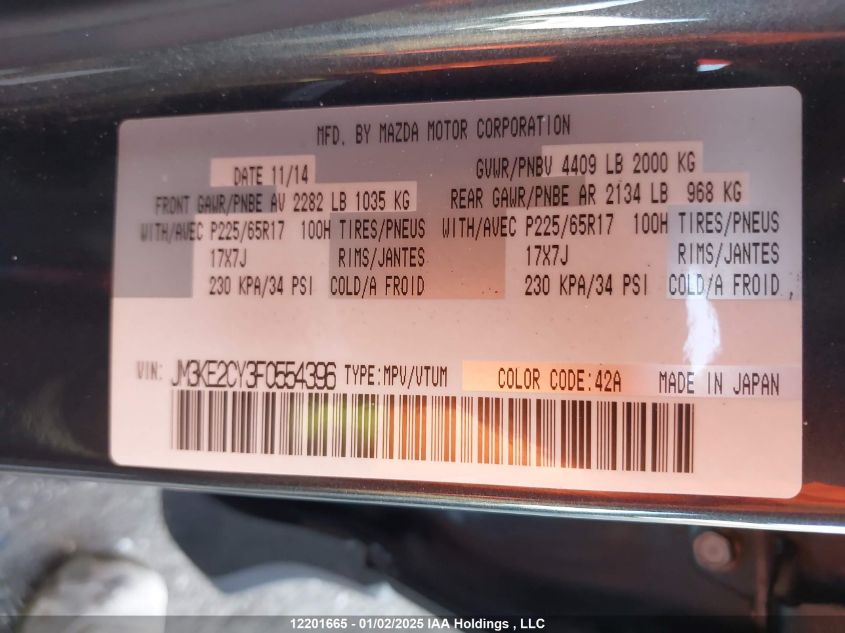 MFD. BY MAZDA MOTOR CORPORATION
DATE 11/14 GVWR/PNBV 4409 LB 2000 KG
FRONT GAWR/PNBE AV 2282 LB 1035 KG REAR GAWR/PNBE AR 2134 LB 968 KG
WITH/AVEC P225/65R17 100H TIRES/PNEUS WITH/AVEC P225/65R17 100H TIRES/PNEUS
17X7J RIMS/JANTES 17X7J RIMS/JANTES
230 KPA/34 PSI COLD/A FROID 230 KPA/34 PSI COLD/A FROID ,
VIN: JM3KE2CY3F0554396 TYPE:MPV/VTUM COLOR CODE:42A MADE IN JAPAN
12201665 - 01/02/2025 IAA Holdings , LLC